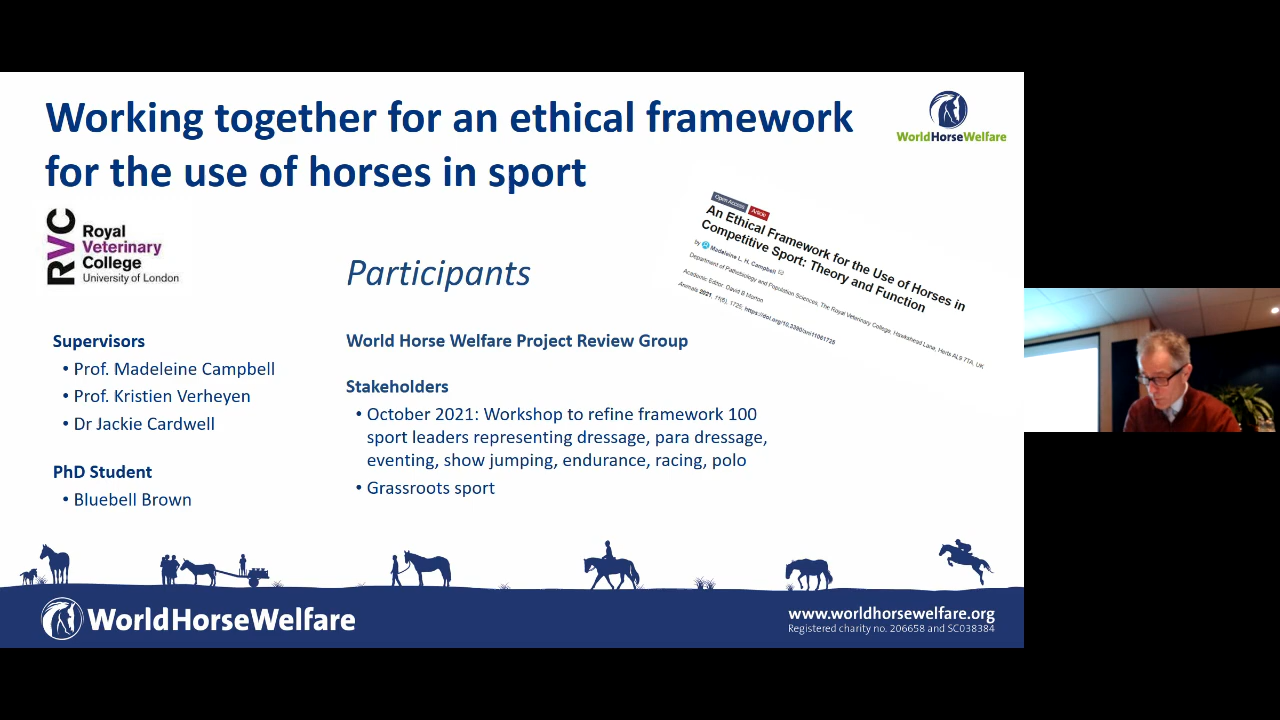 Working together for an ethical framework
for the use of horses in sport
WorldHorseWelfare
RVC
Royal
Veterinary
College
University of London
Open Access Article
An Ethical Framework for the Use of Horses in
Competitive Sport: Theory and Function
by Madeleine L. H. Campbell
Department of Pathobiology and Population Sciences, The Royal Veterinary College, Hawkshead Lane, Herts AL9 7TA, UK
Academic Editor: David B Morton
Animals 2021, 11(6), 1725; https://doi.org/10.3390/ani11061725
Participants
Supervisors
• Prof. Madeleine Campbell
• Prof. Kristien Verheyen
• Dr Jackie Cardwell
PhD Student
• Bluebell Brown
World Horse Welfare Project Review Group
Stakeholders
• October 2021: Workshop to refine framework 100
sport leaders representing dressage, para dressage,
eventing, show jumping, endurance, racing, polo
• Grassroots sport
WorldHorseWelfare
www.worldhorsewelfare.org
Registered charity no. 206658 and SC038384